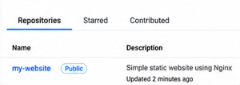 Repositories Starred Contributed
Name Description
my-website Public Simple static website using Nginx
Updated 2 minutes ago